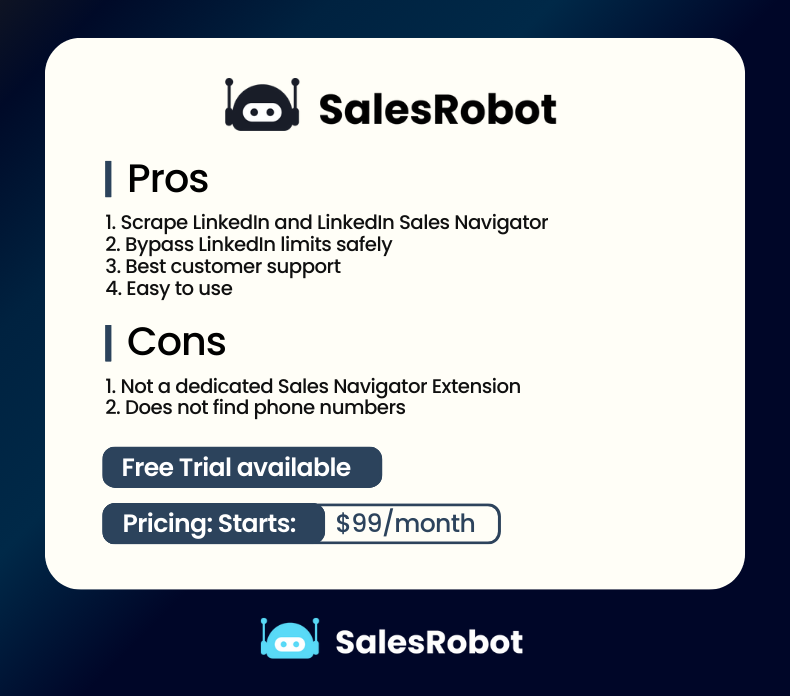 SalesRobot
Pros
1. Scrape LinkedIn and LinkedIn Sales Navigator
2. Bypass LinkedIn limits safely
3. Best customer support
4. Easy to use
Cons
1. Not a dedicated Sales Navigator Extension
2. Does not find phone numbers
Free Trial available
Pricing: Starts: $99/month
SalesRobot